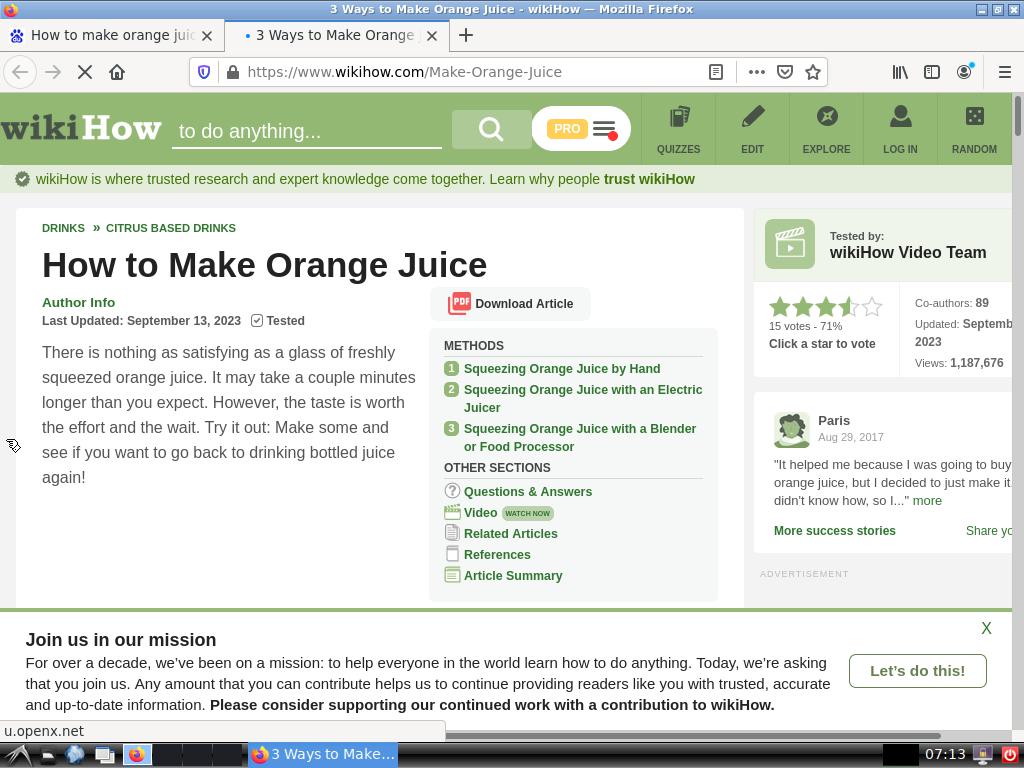 3 Ways to Make Orange Juice - wikiHow — Mozilla Firefox
How to make orange juic
3 Ways to Make Orange
https://www.wikihow.com/Make-Orange-Juice
wikiHow
to do anything...
PRO
QUIZZES
EDIT
EXPLORE
LOG IN
RANDOM
wikiHow is where trusted research and expert knowledge come together. Learn why people trust wikiHow
DRINKS » CITRUS BASED DRINKS
How to Make Orange Juice
Author Info
Last Updated: September 13, 2023 Tested
There is nothing as satisfying as a glass of freshly
squeezed orange juice. It may take a couple minutes
longer than you expect. However, the taste is worth
the effort and the wait. Try it out: Make some and
see if you want to go back to drinking bottled juice
again!
PDF Download Article
METHODS
1 Squeezing Orange Juice by Hand
2 Squeezing Orange Juice with an Electric
Juicer
3 Squeezing Orange Juice with a Blender
or Food Processor
OTHER SECTIONS
Questions & Answers
Video WATCH NOW
Related Articles
References
Article Summary
Tested by:
wikiHow Video Team
15 votes - 71%
Click a star to vote
Co-authors: 89
Updated: Septemb
2023
Views: 1,187,676
Paris
Aug 29, 2017
"It helped me because I was going to buy
orange juice, but I decided to just make it
didn't know how, so I..." more
More success stories
Share yo
ADVERTISEMENT
X
Join us in our mission
For over a decade, we've been on a mission: to help everyone in the world learn how to do anything. Today, we're asking
that you join us. Any amount that you can contribute helps us to continue providing readers like you with trusted, accurate
and up-to-date information. Please consider supporting our continued work with a contribution to wikiHow.
Let's do this!
u.openx.net
3 Ways to Make...
07:13